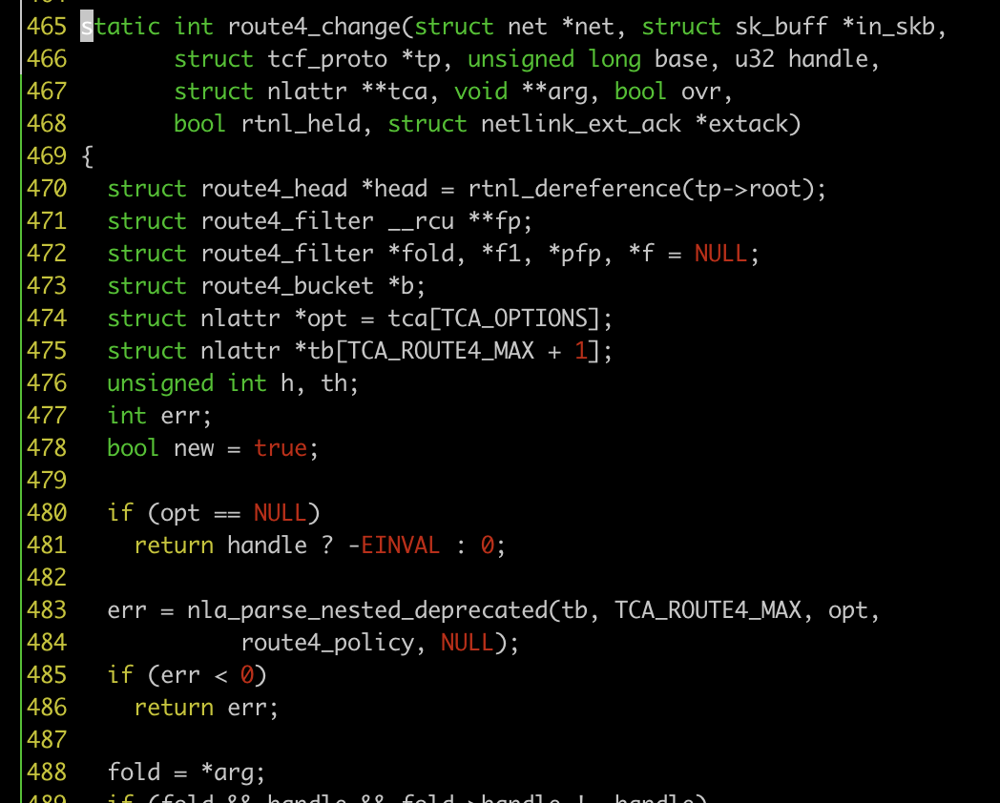 465 static int route4_change(struct net *net, struct sk_buff *in_skb,
466         struct tcf_proto *tp, unsigned long base, u32 handle,
467         struct nlattr **tca, void **arg, bool ovr,
468         bool rtnl_held, struct netlink_ext_ack *extack)
469 {
470   struct route4_head *head = rtnl_dereference(tp->root);
471   struct route4_filter __rcu **fp;
472   struct route4_filter *fold, *f1, *pfp, *f = NULL;
473   struct route4_bucket *b;
474   struct nlattr *opt = tca[TCA_OPTIONS];
475   struct nlattr *tb[TCA_ROUTE4_MAX + 1];
476   unsigned int h, th;
477   int err;
478   bool new = true;
479
480   if (opt == NULL)
481     return handle ? -EINVAL : 0;
482
483   err = nla_parse_nested_deprecated(tb, TCA_ROUTE4_MAX, opt,
484             route4_policy, NULL);
485   if (err < 0)
486     return err;
487
488   fold = *arg;
489   if (fold && handle && fold->handle != handle)